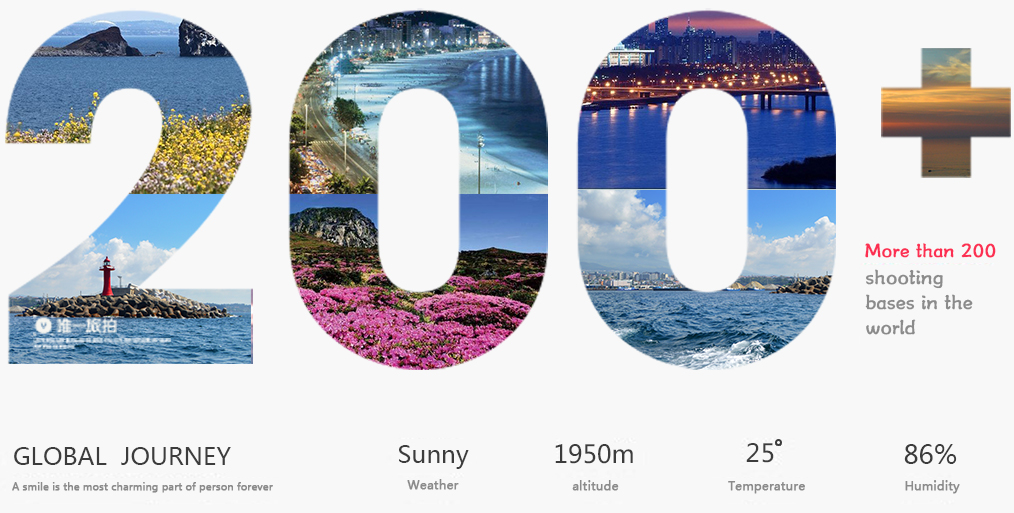 200+
唯一旅拍
More than 200
shooting
bases in the
world
GLOBAL JOURNEY
A smile is the most charming part of person forever
Sunny
Weather
1950m
altitude
25°
Temperature
86%
Humidity